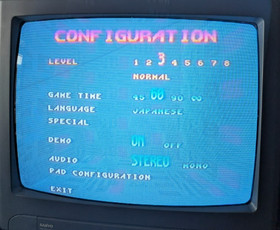 CONFIGURATION
LEVEL 1 2 3 4 5 6 7 8
NORMAL
GAME TIME 45 60 90 ∞
LANGUAGE JAPANESE
SPECIAL
DEMO ON OFF
AUDIO STEREO MONO
PAD CONFIGURATION
EXIT